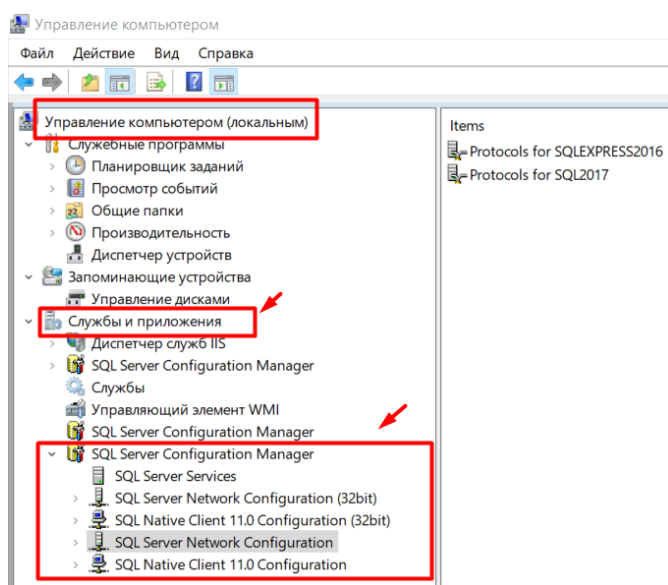 Управление компьютером
Файл Действие Вид Справка
Управление компьютером (локальным)
Служебные программы
Планировщик заданий
Просмотр событий
Общие папки
Производительность
Диспетчер устройств
Запоминающие устройства
Управление дисками
Службы и приложения
Диспетчер служб IIS
SQL Server Configuration Manager
Службы
Управляющий элемент WMI
SQL Server Configuration Manager
SQL Server Configuration Manager
SQL Server Services
SQL Server Network Configuration (32bit)
SQL Native Client 11.0 Configuration (32bit)
SQL Server Network Configuration
SQL Native Client 11.0 Configuration
Items
Protocols for SQLEXPRESS2016
Protocols for SQL2017